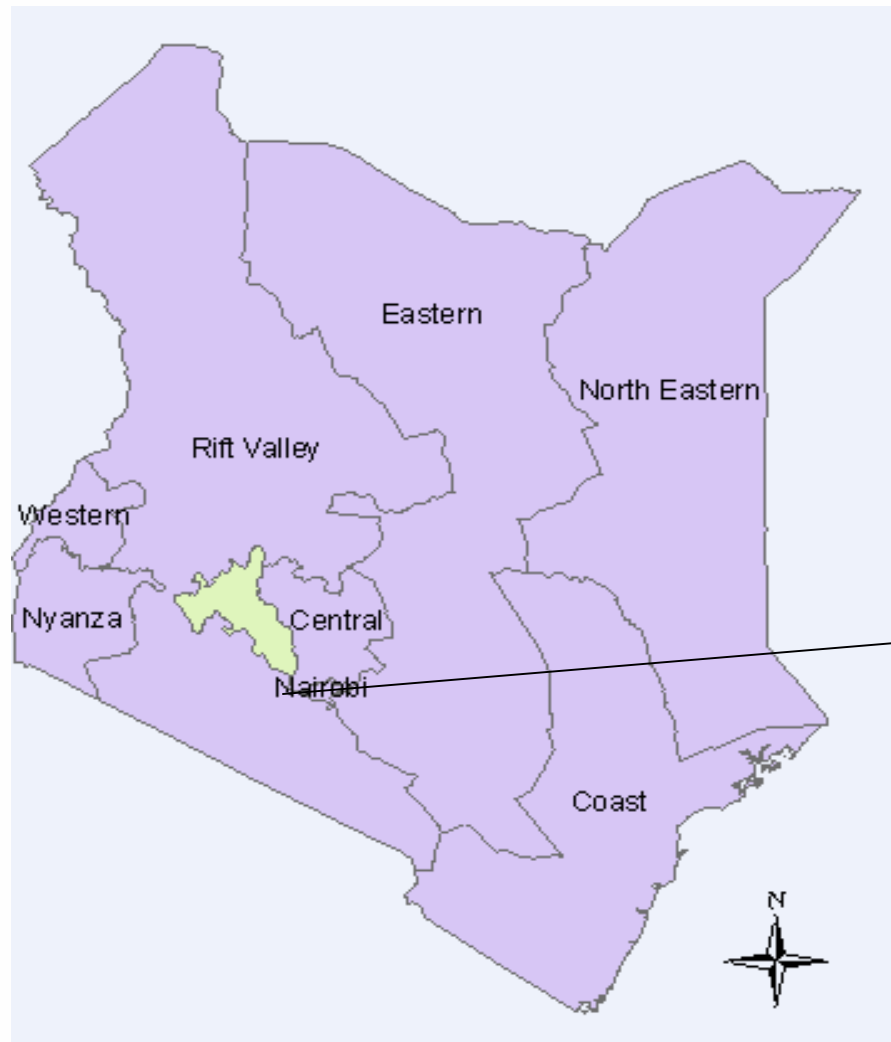 Eastern
North Eastern
Rift Valley
Western
Nyanza
Central
Nairobi
Coast
N